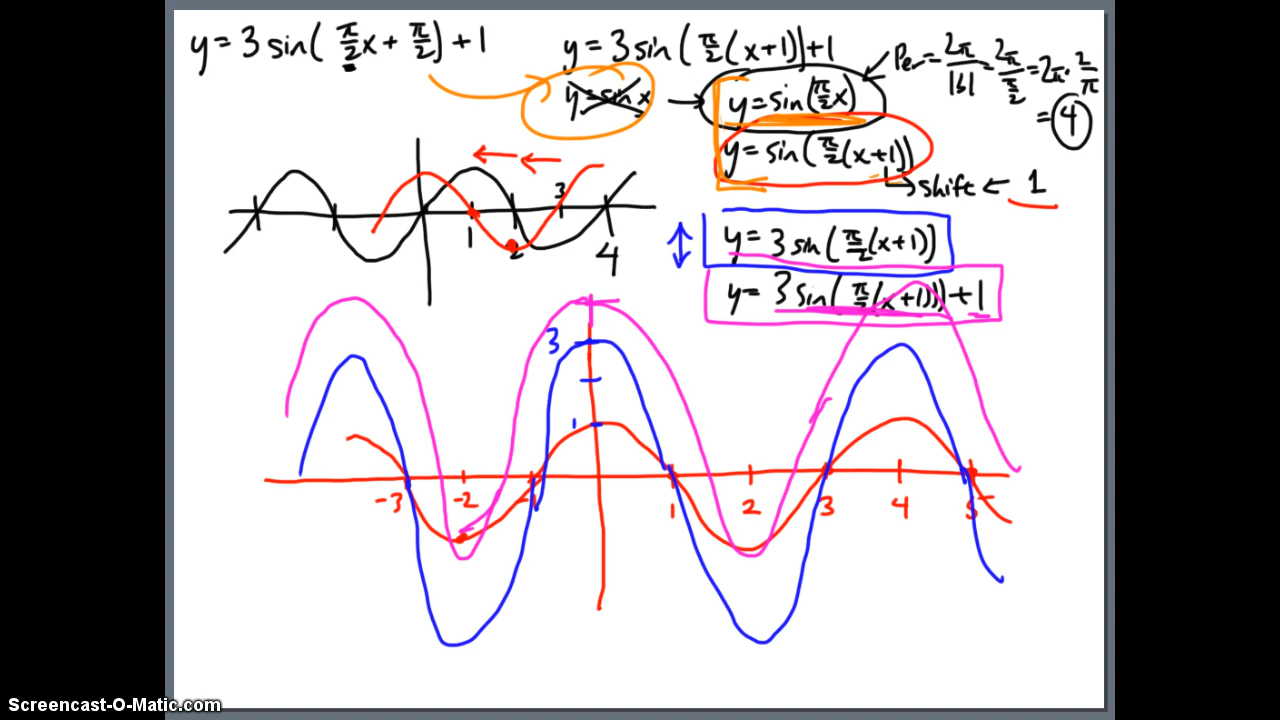 y = 3 sin( π/2 x + π/2 ) + 1
y = 3 sin( π/2 (x+1)) + 1
Per = 2π/|b| = 2π/(π/2) = 2π · 2/π
= 4
y = sin x → y = sin(π/2 x)
y = sin(π/2 (x+1))
shift ← 1
y = 3 sin(π/2 (x+1))
y = 3 sin(π/2 (x+1)) + 1
1 2 3 4
3
1
-3 -2 -1 1 2 3 4 5
Screencast-O-Matic.com